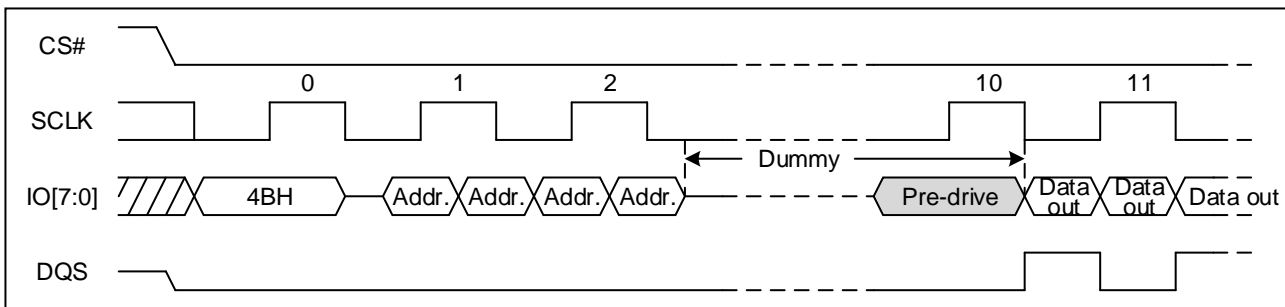 CS#
0 1 2 10 11
SCLK
Dummy
IO[7:0] 4BH Addr. Addr. Addr. Addr. Pre-drive Data out Data out Data out
DQS